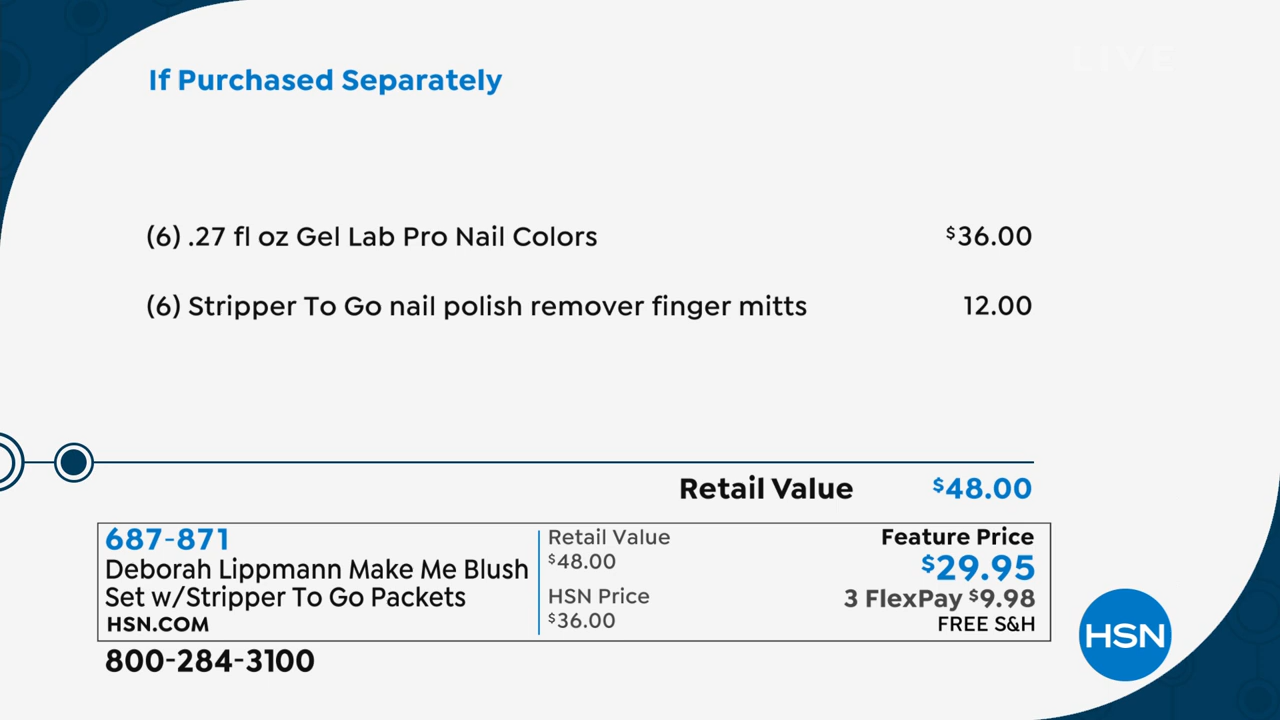 LIVE
If Purchased Separately
(6) .27 fl oz Gel Lab Pro Nail Colors $36.00
(6) Stripper To Go nail polish remover finger mitts 12.00
Retail Value $48.00
687-871
Deborah Lippmann Make Me Blush
Set w/Stripper To Go Packets
HSN.COM
Retail Value
$48.00
HSN Price
$36.00
Feature Price
$29.95
3 FlexPay $9.98
FREE S&H
HSN
800-284-3100